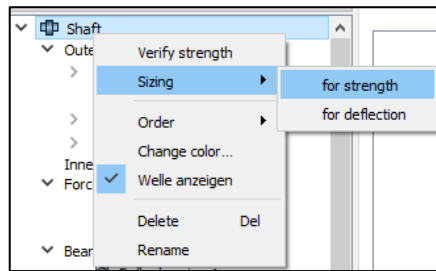 Shaft
Oute
Verify strength
Sizing
for strength
for deflection
Order
Change color...
Inne
Welle anzeigen
Forc
Delete Del
Bear
Rename